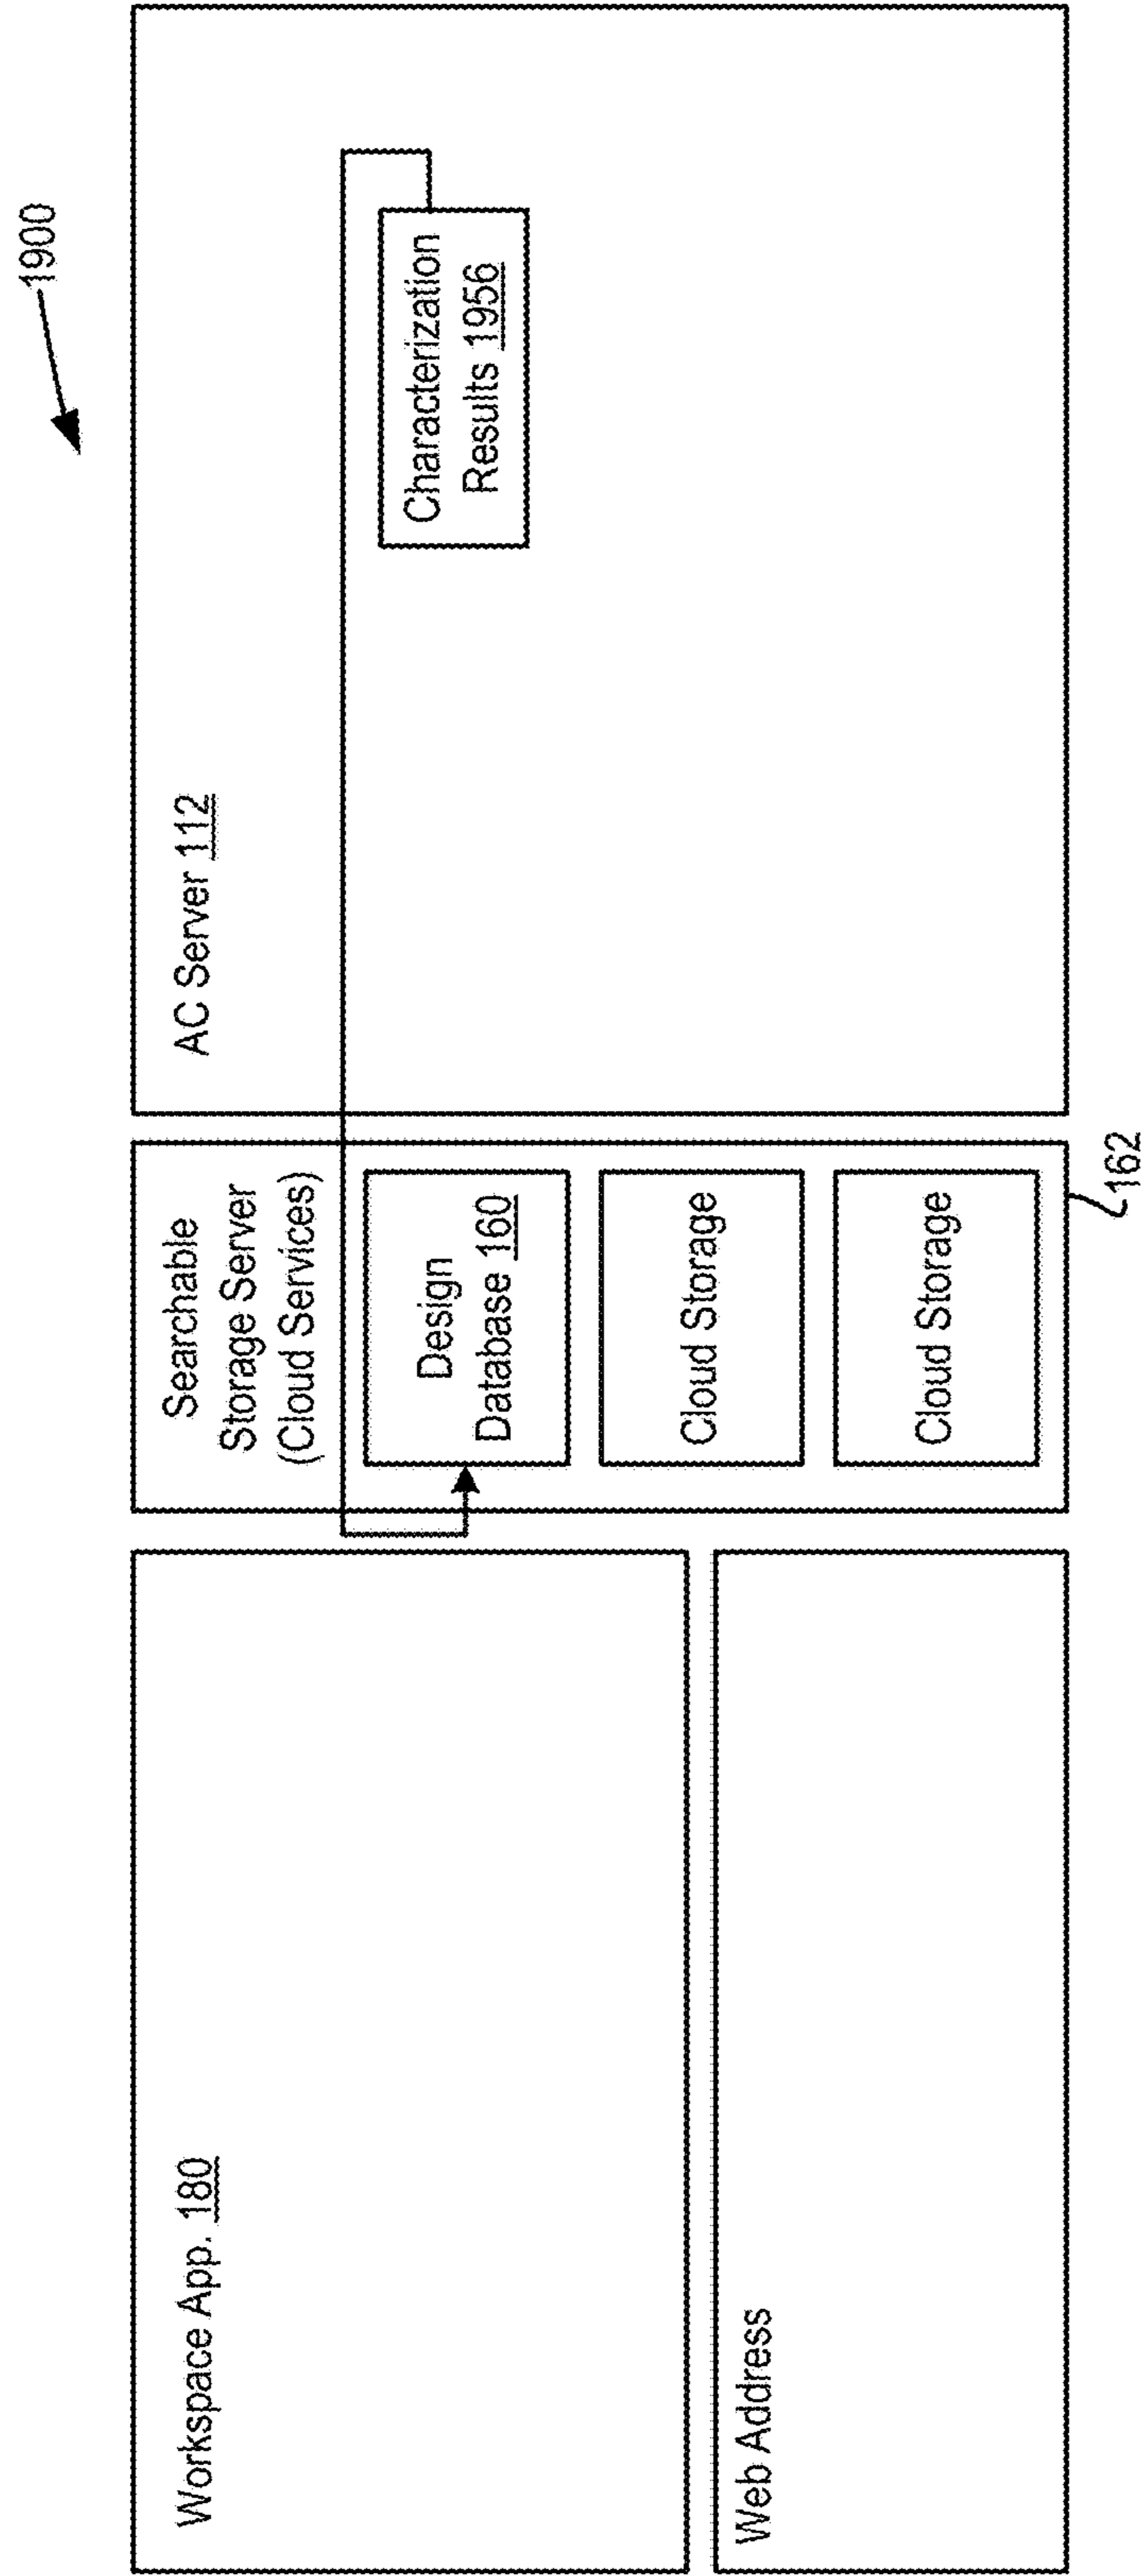 1900
Workspace App. 180
Searchable
Storage Server
(Cloud Services)
AC Server 112
Design
Database 160
Characterization
Results 1956
Cloud Storage
Web Address
Cloud Storage
162